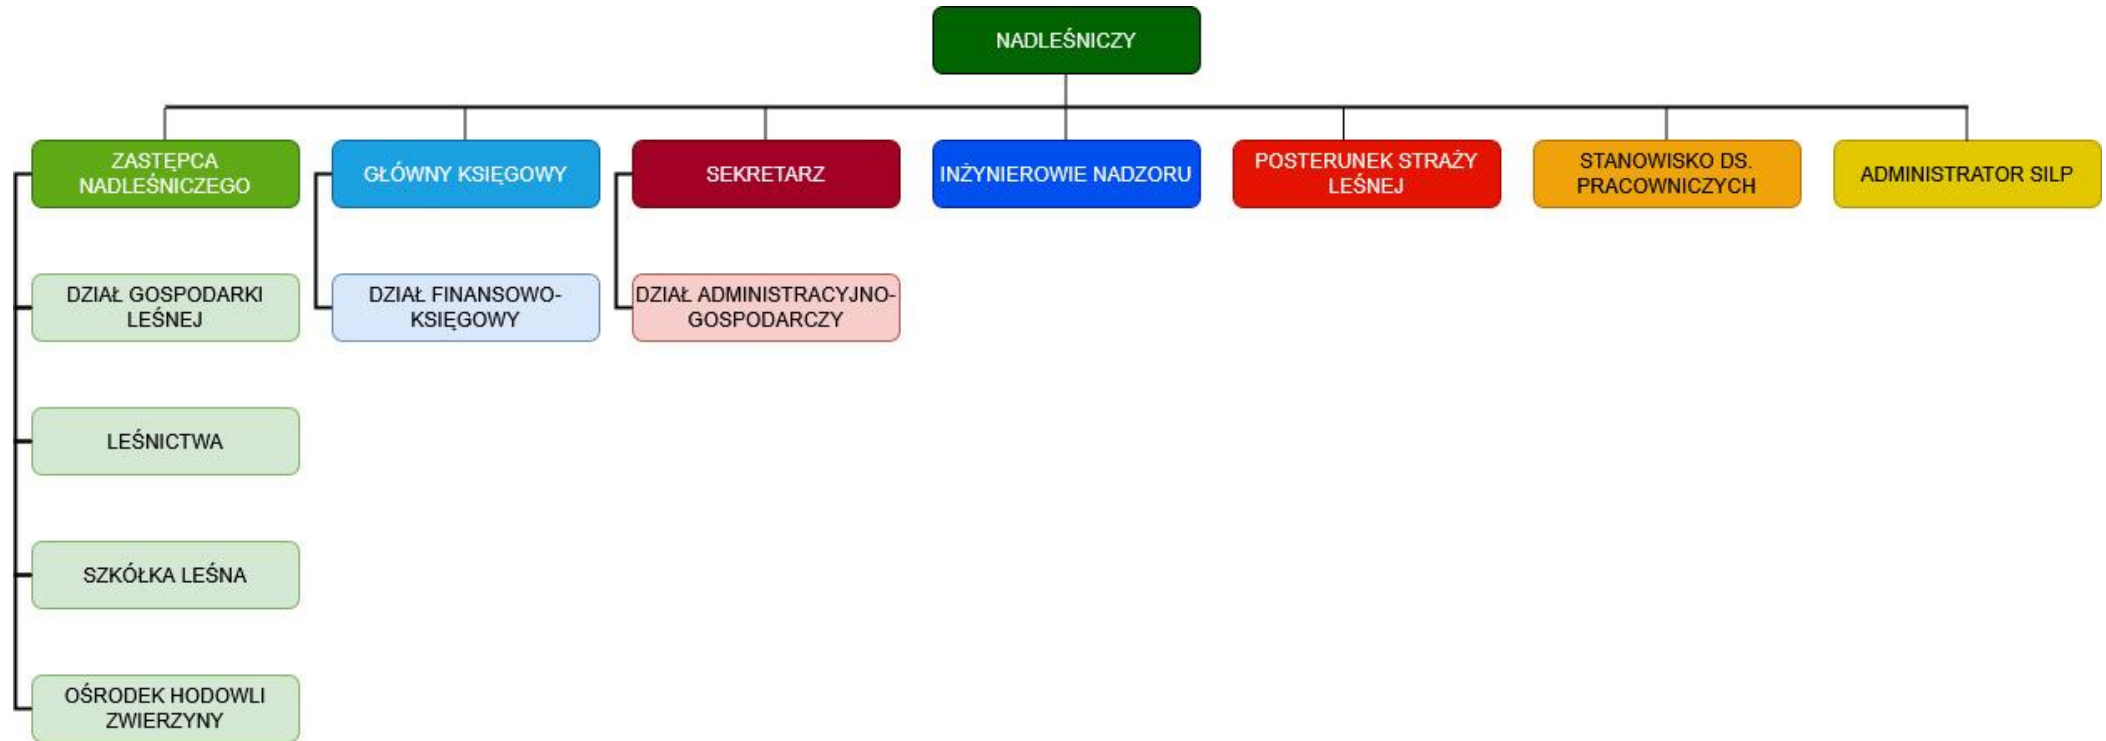 NADLEŚNICZY
ZASTĘPCA
NADLEŚNICZEGO
GŁÓWNY KSIĘGOWY
SEKRETARZ
INŻYNIEROWIE NADZORU
POSTERUNEK STRAŻY
LEŚNEJ
STANOWISKO DS.
PRACOWNICZYCH
ADMINISTRATOR SILP
DZIAŁ GOSPODARKI
LEŚNEJ
DZIAŁ FINANSOWO-
KSIĘGOWY
DZIAŁ ADMINISTRACYJNO-
GOSPODARCZY
LEŚNICTWA
SZKÓŁKA LEŚNA
OŚRODEK HODOWLI
ZWIERZYNY